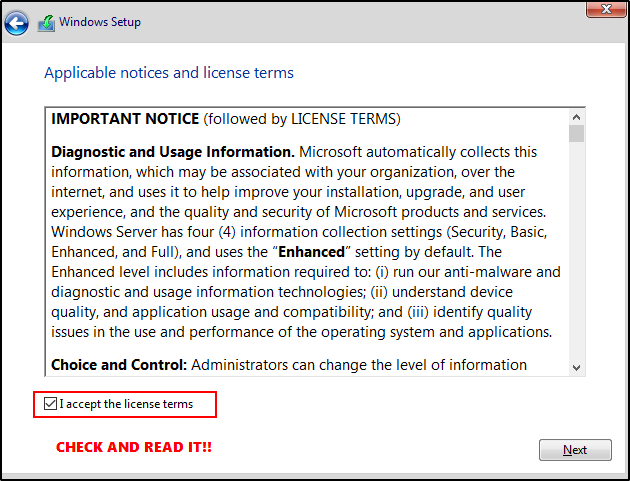 Windows Setup
Applicable notices and license terms
IMPORTANT NOTICE (followed by LICENSE TERMS)
Diagnostic and Usage Information. Microsoft automatically collects this
information, which may be associated with your organization, over the
internet, and uses it to help improve your installation, upgrade, and user
experience, and the quality and security of Microsoft products and services.
Windows Server has four (4) information collection settings (Security, Basic,
Enhanced, and Full), and uses the “Enhanced” setting by default. The
Enhanced level includes information required to: (i) run our anti-malware and
diagnostic and usage information technologies; (ii) understand device
quality, and application usage and compatibility; and (iii) identify quality
issues in the use and performance of the operating system and applications.
Choice and Control: Administrators can change the level of information
I accept the license terms
CHECK AND READ IT!!
Next